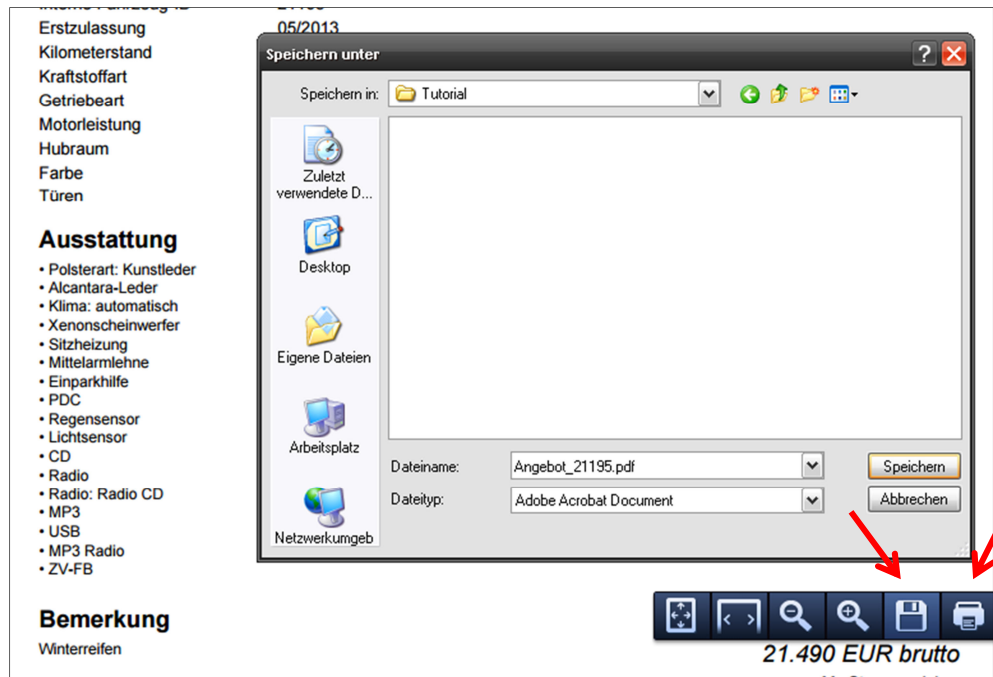 Erstzulassung
05/2013
Kilometerstand
Kraftstoffart
Getriebeart
Motorleistung
Hubraum
Farbe
Türen
Ausstattung
• Polsterart: Kunstleder
• Alcantara-Leder
• Klima: automatisch
• Xenonscheinwerfer
• Sitzheizung
• Mittelarmlehne
• Einparkhilfe
• PDC
• Regensensor
• Lichtsensor
• CD
• Radio
• Radio: Radio CD
• MP3
• USB
• MP3 Radio
• ZV-FB
Bemerkung
Winterreifen
Speichern unter
Speichern in:
Tutorial
Zuletzt
verwendete D...
Desktop
Eigene Dateien
Arbeitsplatz
Netzwerkumgeb
Dateiname:
Angebot_21195.pdf
Speichern
Dateityp:
Adobe Acrobat Document
Abbrechen
21.490 EUR brutto